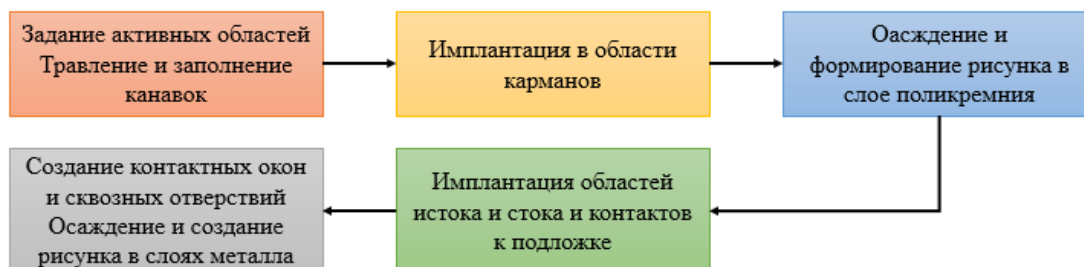 Задание активных областей
Травление и заполнение
канавок
Имплантация в области
карманов
Оасждение и
формирование рисунка в
слое поликремния
Имплантация областей
истока и стока и контактов
к подложке
Создание контактных окон
и сквозных отверствий
Осаждение и создание
рисунка в слоях металла